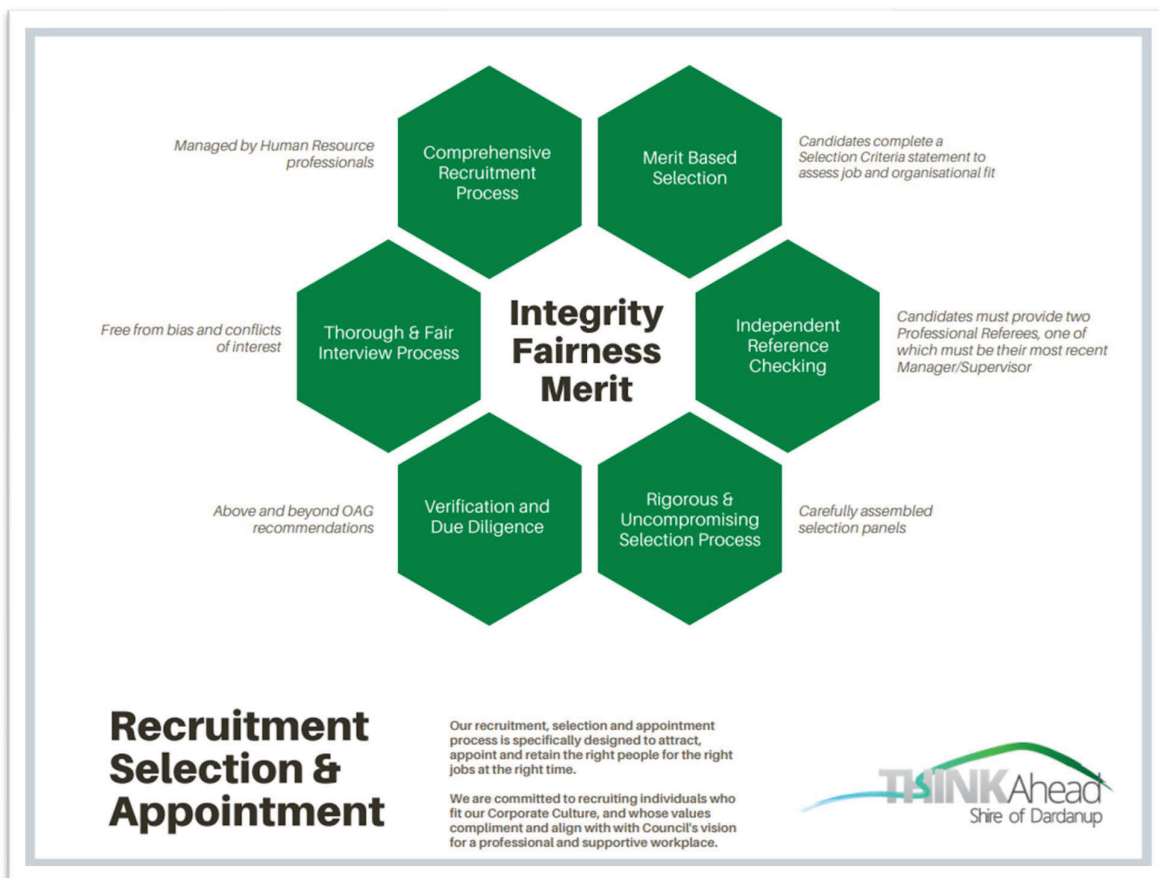 Managed by Human Resource
professionals
Comprehensive
Recruitment
Process
Merit Based
Selection
Candidates complete a
Selection Criteria statement to
assess job and organisational fit
Free from bias and conflicts
of interest
Thorough & Fair
Interview Process
Integrity
Fairness
Merit
Independent
Reference
Checking
Candidates must provide two
Professional Referees, one of
which must be their most recent
Manager/Supervisor
Above and beyond OAG
recommendations
Verification and
Due Diligence
Rigorous &
Uncompromising
Selection Process
Carefully assembled
selection panels
Recruitment
Selection &
Appointment
Our recruitment, selection and appointment
process is specifically designed to attract,
appoint and retain the right people for the right
jobs at the right time.
We are committed to recruiting individuals who
fit our Corporate Culture, and whose values
compliment and align with with Council's vision
for a professional and supportive workplace.
THINK Ahead
Shire of Dardanup